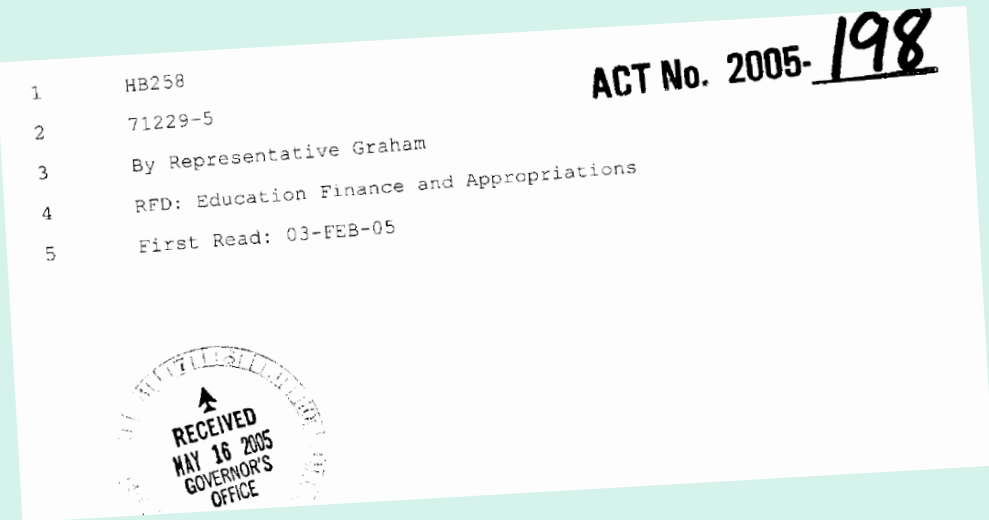 ACT No. 2005-198
1 HB258
2 71229-5
3 By Representative Graham
4 RFD: Education Finance and Appropriations
5 First Read: 03-FEB-05
RECEIVED
MAY 16 2005
GOVERNOR'S
OFFICE